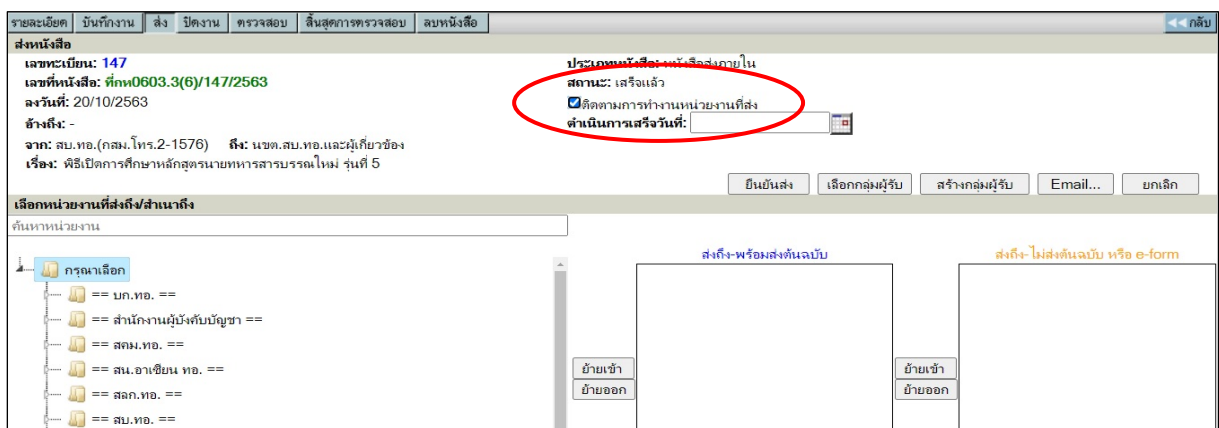 รายละเอียด บันทึกงาน ส่ง ปิดงาน ตรวจสอบ สิ้นสุดการตรวจสอบ ลบหนังสือ กลับ
ส่งหนังสือ
เลขทะเบียน: 147 ประเภทหนังสือ: หนังสือส่งภายใน
เลขที่หนังสือ: ที่กห0603.3(6)/147/2563 สถานะ: เสร็จแล้ว
ลงวันที่: 20/10/2563 ติดตามการทำงานหน่วยงานที่ส่ง
อ้างถึง: - ดำเนินการเสร็จวันที่:
จาก: สบ.ทอ.(กสม.โทร.2-1576) ถึง: นขต.สบ.ทอ.และผู้เกี่ยวข้อง
เรื่อง: พิธีเปิดการศึกษาหลักสูตรนายทหารสารบรรณใหม่ รุ่นที่ 5
ยืนยันส่ง เลือกกลุ่มผู้รับ สร้างกลุ่มผู้รับ Email... ยกเลิก
เลือกหน่วยงานที่ส่งถึง/สำเนาถึง
ค้นหาหน่วยงาน
ส่งถึง-พร้อมส่งต้นฉบับ ส่งถึง-ไม่ส่งต้นฉบับ หรือ e-form
กรุณาเลือก
== บก.ทอ. ==
== สำนักงานผู้บังคับบัญชา ==
== สคม.ทอ. ==
== สน.อาเซียน ทอ. ==
ย้ายเข้า ย้ายเข้า
== สลก.ทอ. ==
ย้ายออก ย้ายออก
== สบ.ทอ. ==